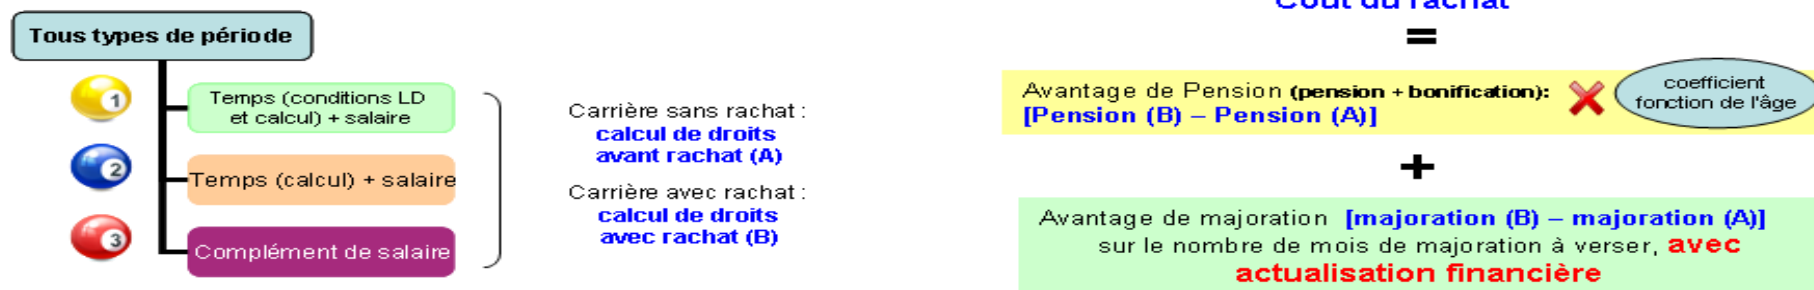 Tous types de période
1
Temps (conditions LD
et calcul) + salaire
2
Temps (calcul) + salaire
3
Complément de salaire
Carrière sans rachat :
calcul de droits
avant rachat (A)
Carrière avec rachat :
calcul de droits
avec rachat (B)
Coût du rachat
=
Avantage de Pension (pension + bonification):
[Pension (B) – Pension (A)]
coefficient
fonction de l'âge
+
Avantage de majoration [majoration (B) – majoration (A)]
sur le nombre de mois de majoration à verser, avec
actualisation financière